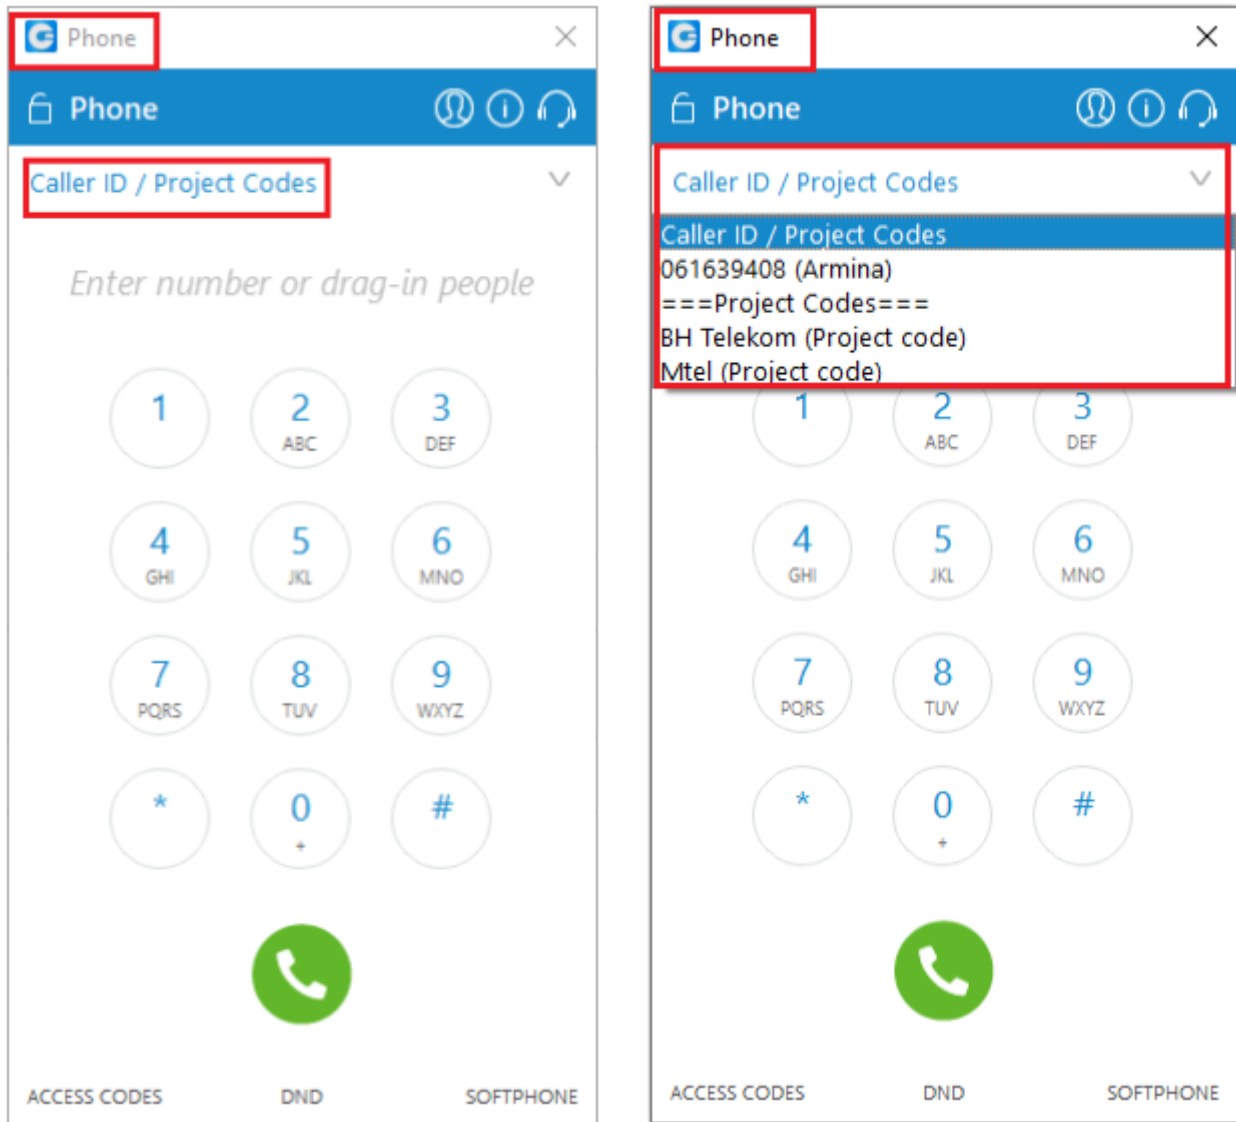 Phone
Phone
Caller ID / Project Codes
Enter number or drag-in people
1 2 3
ABC DEF
4 5 6
GHI JKL MNO
7 8 9
PQRS TUV WXYZ
* 0 #
+
ACCESS CODES DND SOFTPHONE
Phone
Phone
Caller ID / Project Codes
Caller ID / Project Codes
061639408 (Armina)
===Project Codes===
BH Telekom (Project code)
Mtel (Project code)
1 2 3
ABC DEF
4 5 6
GHI JKL MNO
7 8 9
PQRS TUV WXYZ
* 0 #
+
ACCESS CODES DND SOFTPHONE